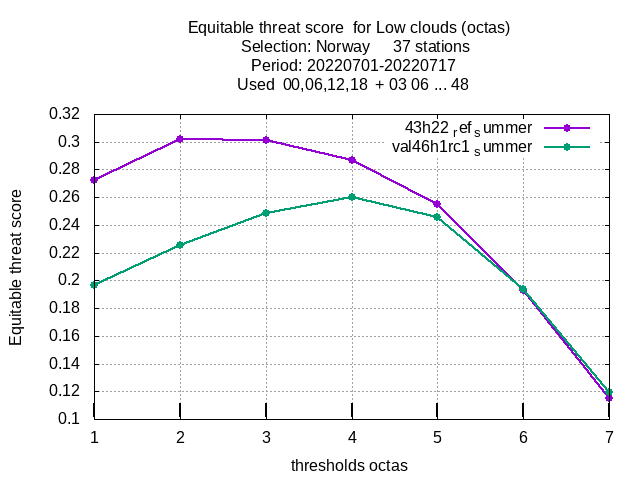 Equitable threat score  for Low clouds (octas)
Selection: Norway     37 stations
Period: 20220701-20220717
Used  00,06,12,18  + 03 06 ... 48
43h22 ref summer
val46h1rc1 summer
0.32
0.3
0.28
0.26
0.24
0.22
0.2
0.18
0.16
0.14
0.12
0.1
Equitable threat score
1 2 3 4 5 6 7
thresholds octas